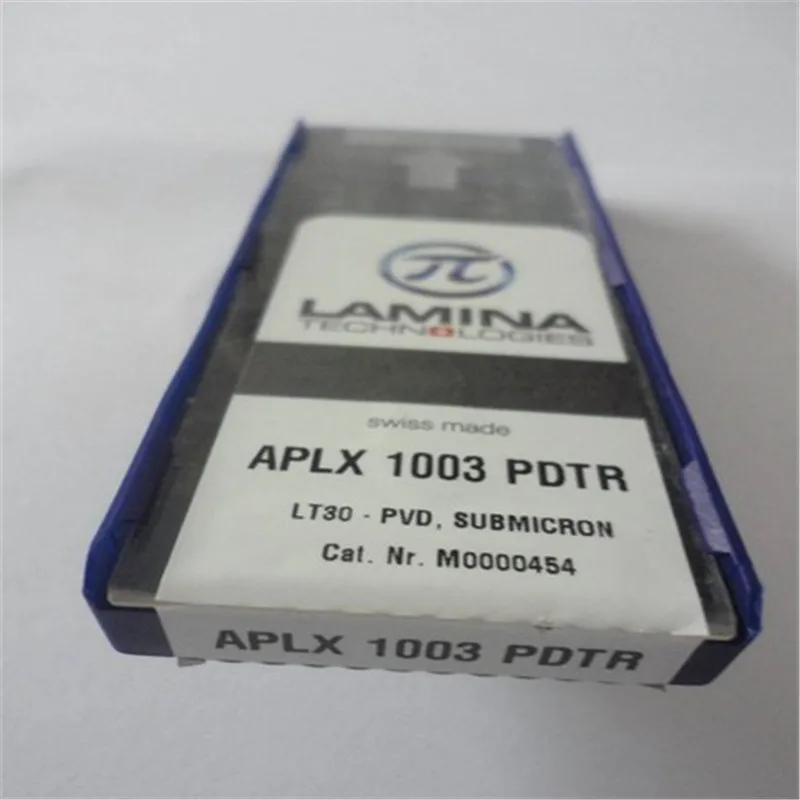 π
LAMINA
TECHNOLOGIES
swiss made
APLX 1003 PDTR
LT30 - PVD, SUBMICRON
Cat. Nr. M0000454
APLX 1003 PDTR